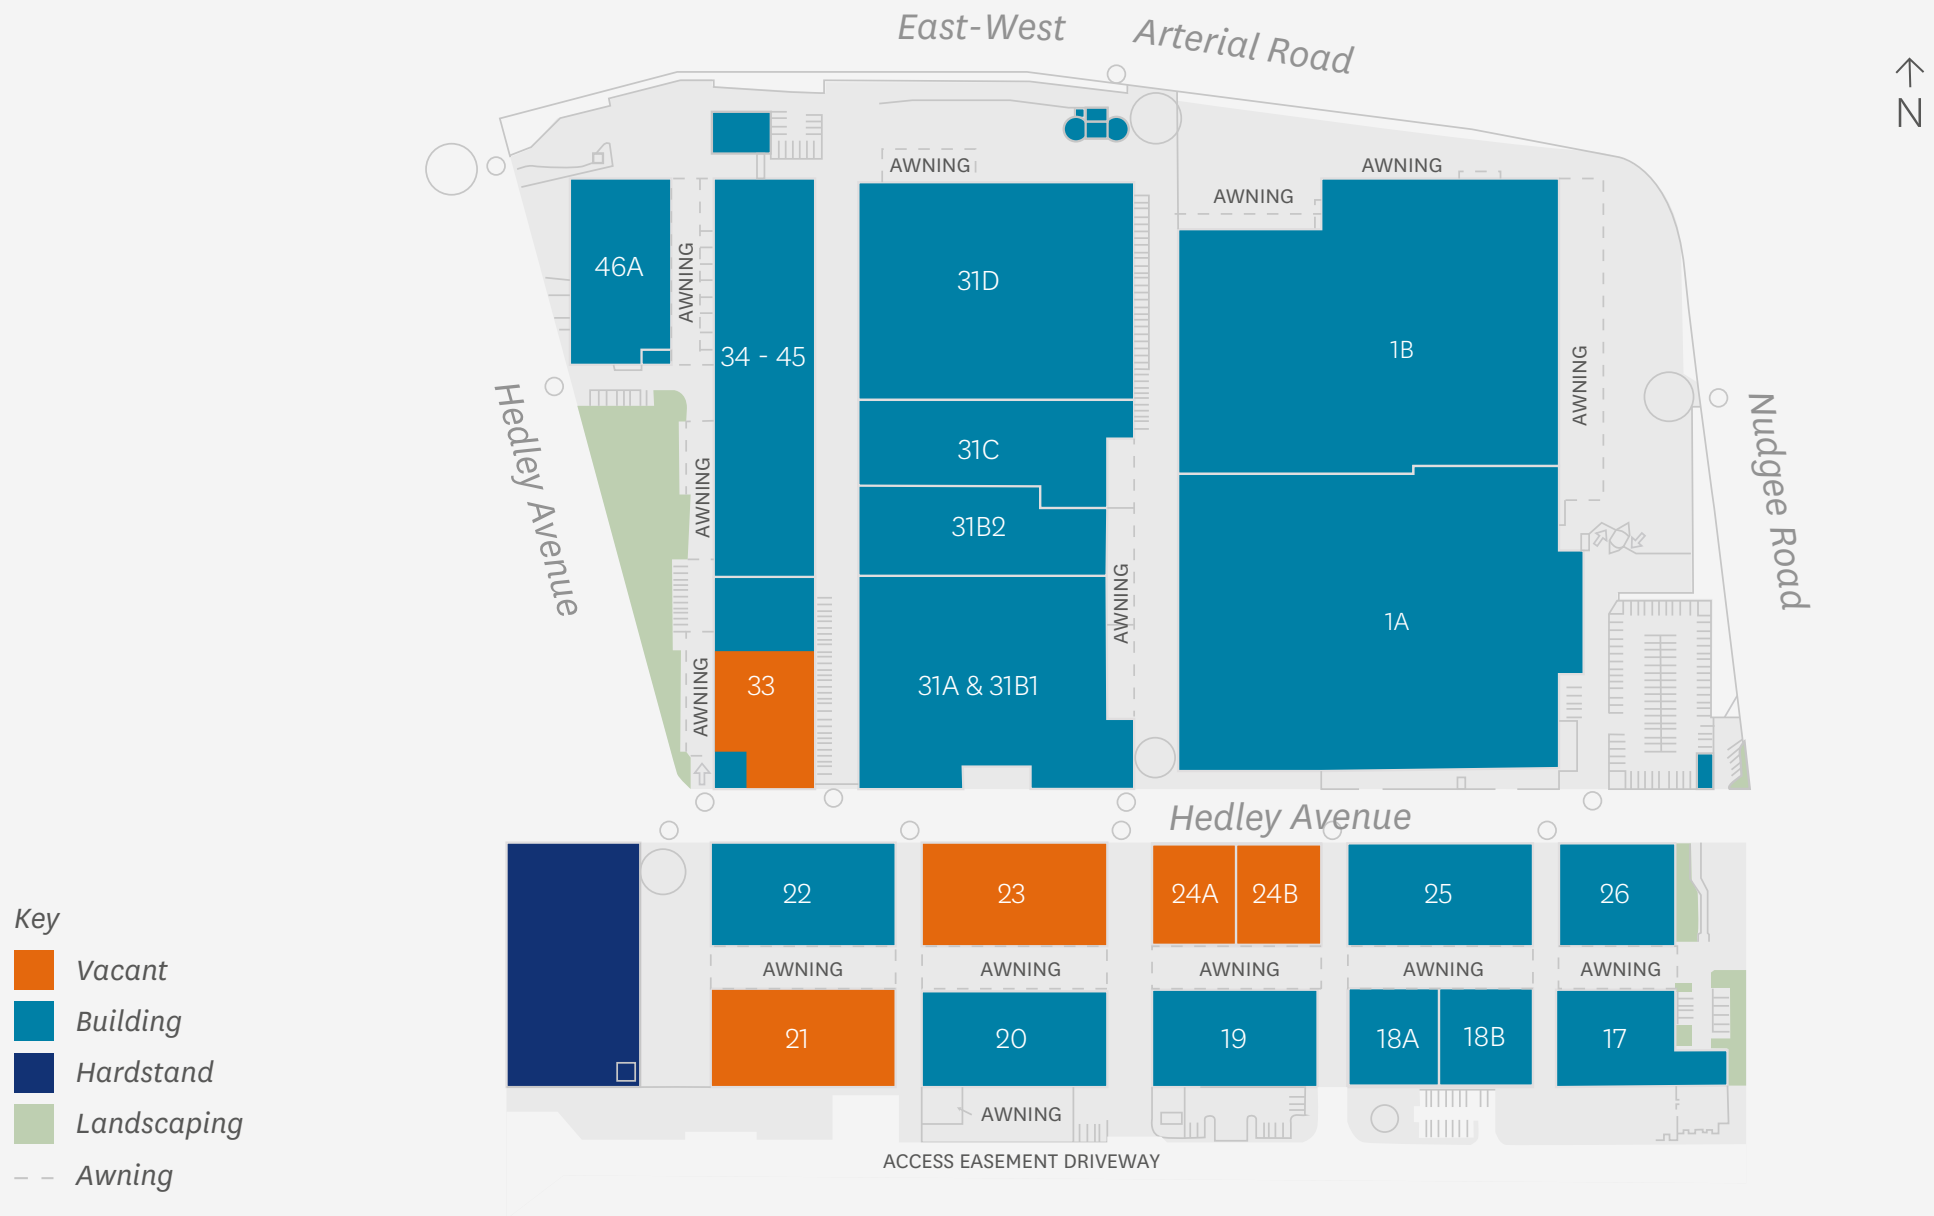 East-West Arterial Road
N
AWNING
AWNING
AWNING
46A
AWNING
34 - 45
31D
1B
AWNING
Hedley Avenue
Nudgee Road
31C
AWNING
31B2
AWNING
1A
33
AWNING
31A & 31B1
Hedley Avenue
22
23
24A
24B
25
26
AWNING
AWNING
AWNING
AWNING
AWNING
21
20
19
18A
18B
17
AWNING
ACCESS EASEMENT DRIVEWAY
Key
Vacant
Building
Hardstand
Landscaping
Awning